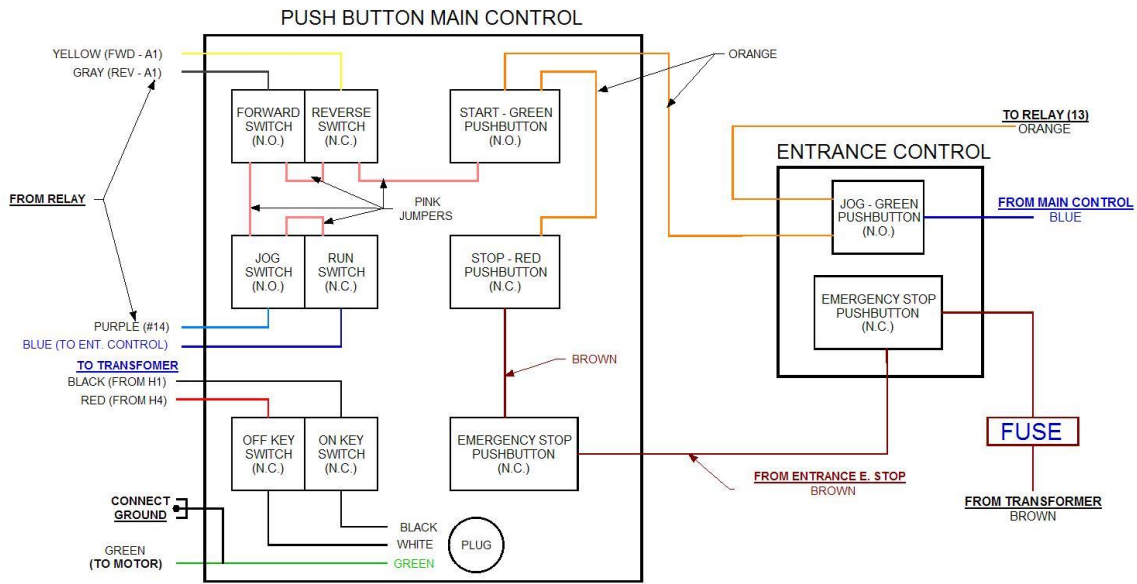 PUSH BUTTON MAIN CONTROL
YELLOW (FWD - A1)
GRAY (REV - A1)
ORANGE
FORWARD
SWITCH
(N.O.)
REVERSE
SWITCH
(N.C.)
START - GREEN
PUSHBUTTON
(N.O.)
TO RELAY (13)
ORANGE
ENTRANCE CONTROL
FROM RELAY
PINK
JUMPERS
JOG - GREEN
PUSHBUTTON
(N.O.)
FROM MAIN CONTROL
BLUE
JOG
SWITCH
(N.O.)
RUN
SWITCH
(N.C.)
STOP - RED
PUSHBUTTON
(N.C.)
EMERGENCY STOP
PUSHBUTTON
(N.C.)
PURPLE (#14)
BLUE (TO ENT. CONTROL)
TO TRANSFOMER
BLACK (FROM H1)
RED (FROM H4)
BROWN
OFF KEY
SWITCH
(N.C.)
ON KEY
SWITCH
(N.C.)
EMERGENCY STOP
PUSHBUTTON
(N.C.)
FUSE
FROM ENTRANCE E. STOP
BROWN
FROM TRANSFORMER
BROWN
CONNECT
GROUND
BLACK
WHITE
GREEN
PLUG
GREEN
(TO MOTOR)